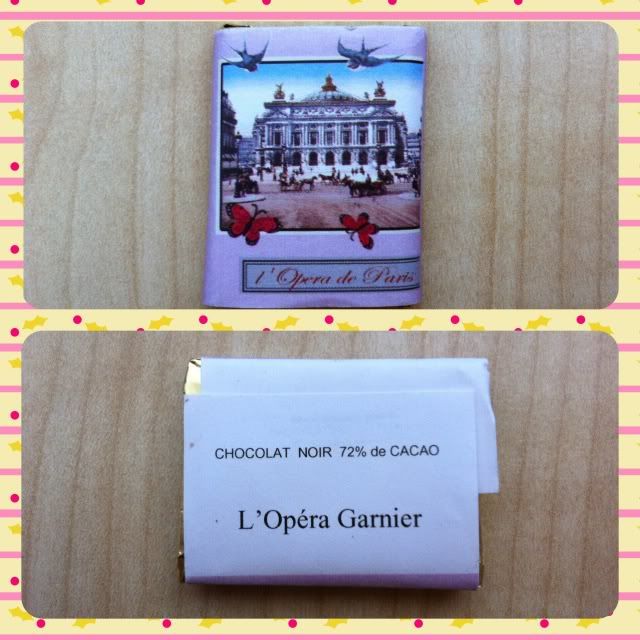 l'Opera de Paris
CHOCOLAT NOIR 72% de CACAO
L'Opéra Garnier